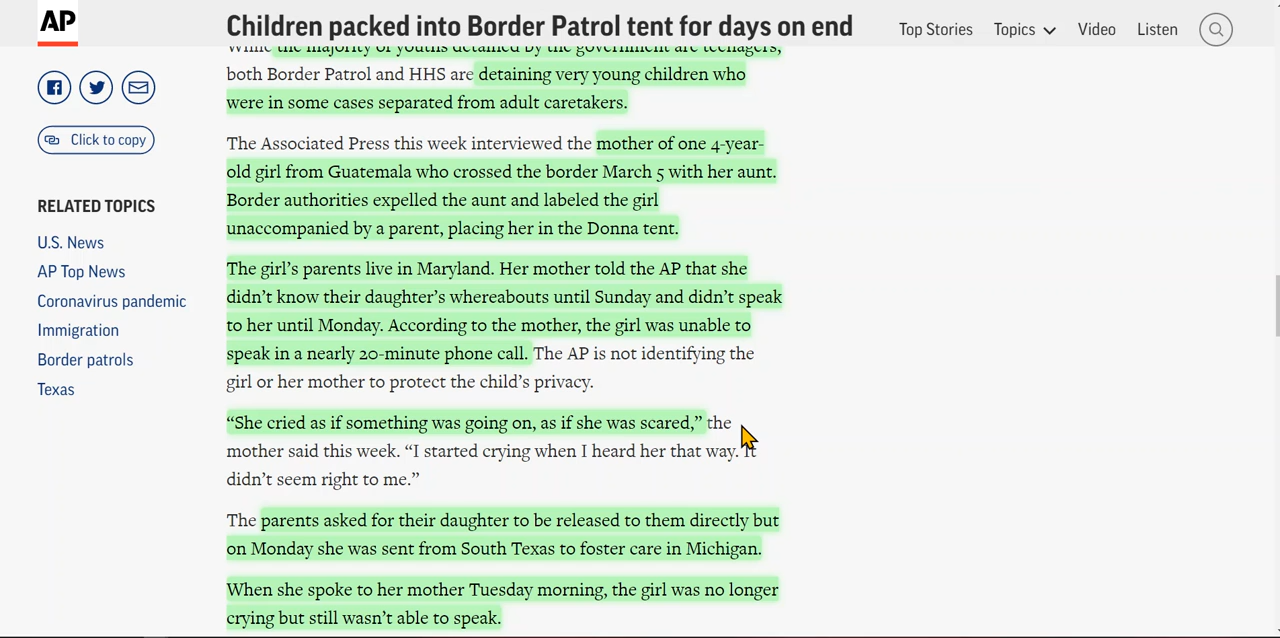 AP
Children packed into Border Patrol tent for days on end
Top Stories
Topics
Video
Listen
While the majority of youths detained by the government are teenagers,
both Border Patrol and HHS are detaining very young children who
were in some cases separated from adult caretakers.
Click to copy
The Associated Press this week interviewed the mother of one 4-year-
old girl from Guatemala who crossed the border March 5 with her aunt.
Border authorities expelled the aunt and labeled the girl
unaccompanied by a parent, placing her in the Donna tent.
RELATED TOPICS
U.S. News
AP Top News
Coronavirus pandemic
Immigration
Border patrols
Texas
The girl’s parents live in Maryland. Her mother told the AP that she
didn’t know their daughter’s whereabouts until Sunday and didn’t speak
to her until Monday. According to the mother, the girl was unable to
speak in a nearly 20-minute phone call. The AP is not identifying the
girl or her mother to protect the child’s privacy.
“She cried as if something was going on, as if she was scared,” the
mother said this week. “I started crying when I heard her that way. It
didn’t seem right to me.”
The parents asked for their daughter to be released to them directly but
on Monday she was sent from South Texas to foster care in Michigan.
When she spoke to her mother Tuesday morning, the girl was no longer
crying but still wasn’t able to speak.